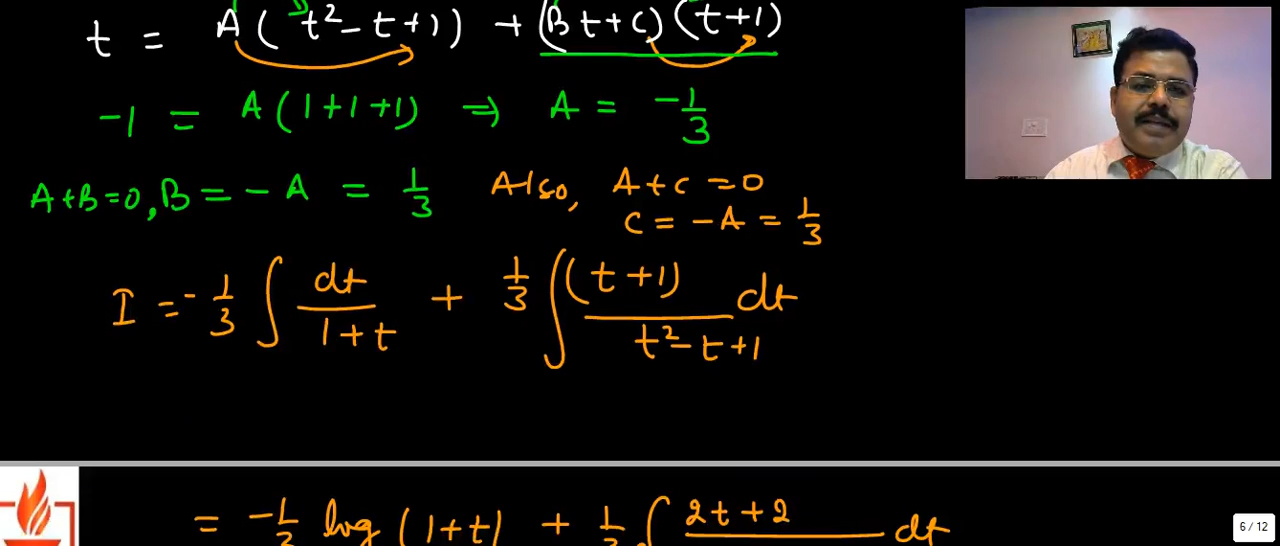 t = A ( t² - t + 1 ) + (Bt + C) (t + 1)
-1 = A ( 1 + 1 + 1 ) ⇒ A = -1/3
A + B = 0, B = - A = 1/3 Also, A + C = 0
C = - A = 1/3
I = - 1/3 ∫ dt/(1 + t) + 1/3 ∫ (t + 1)/(t² - t + 1) dt
= -1/3 log (1 + t) + 1/ ∫ 2t + 2 dt
6 / 12